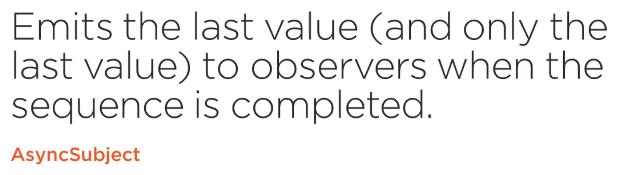 Emits the last value (and only the
last value) to observers when the
sequence is completed.
AsyncSubject